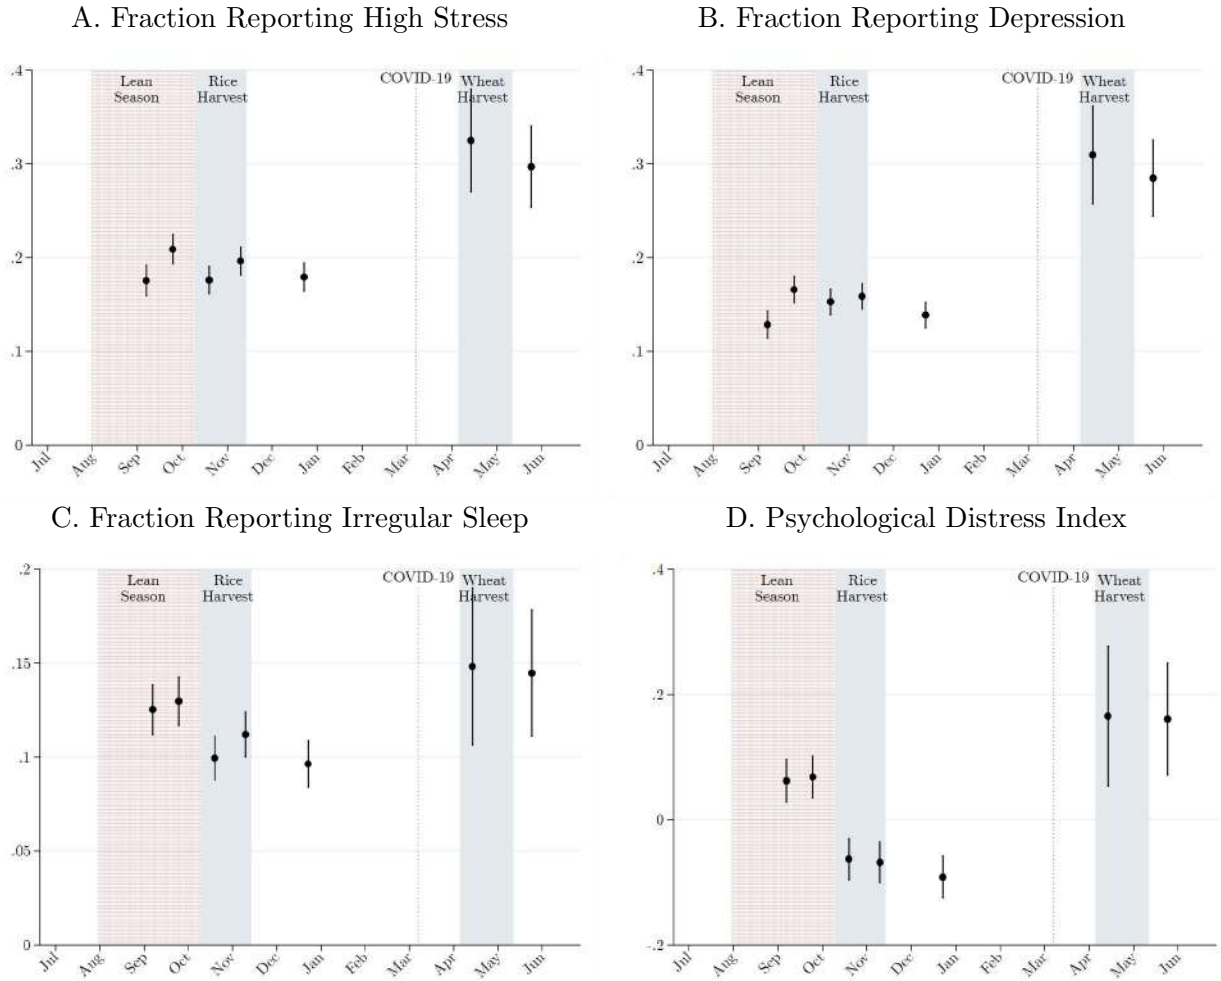 A. Fraction Reporting High Stress
.4
.3
.2
.1
0
Lean
Season
Rice
Harvest
COVID-19
Wheat
Harvest
Jul Aug Sep Oct Nov Dec Jan Feb Mar Apr May Jun
B. Fraction Reporting Depression
.4
.3
.2
.1
0
Lean
Season
Rice
Harvest
COVID-19
Wheat
Harvest
Jul Aug Sep Oct Nov Dec Jan Feb Mar Apr May Jun
C. Fraction Reporting Irregular Sleep
.2
.15
.1
.05
0
Lean
Season
Rice
Harvest
COVID-19
Wheat
Harvest
Jul Aug Sep Oct Nov Dec Jan Feb Mar Apr May Jun
D. Psychological Distress Index
.4
.2
0
-.2
Lean
Season
Rice
Harvest
COVID-19
Wheat
Harvest
Jul Aug Sep Oct Nov Dec Jan Feb Mar Apr May Jun